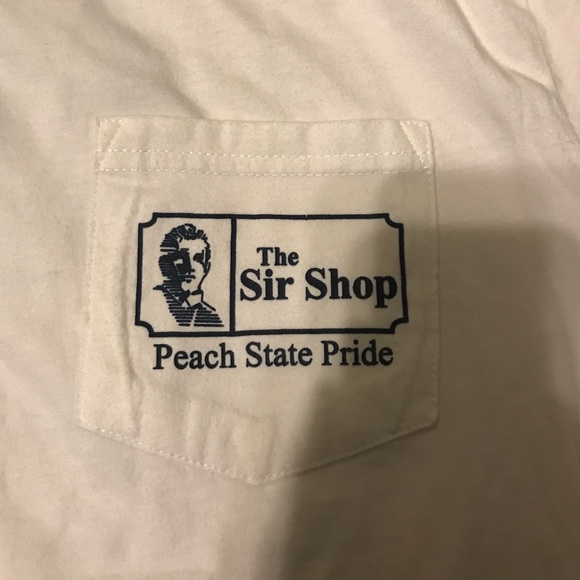 The
Sir Shop
Peach State Pride